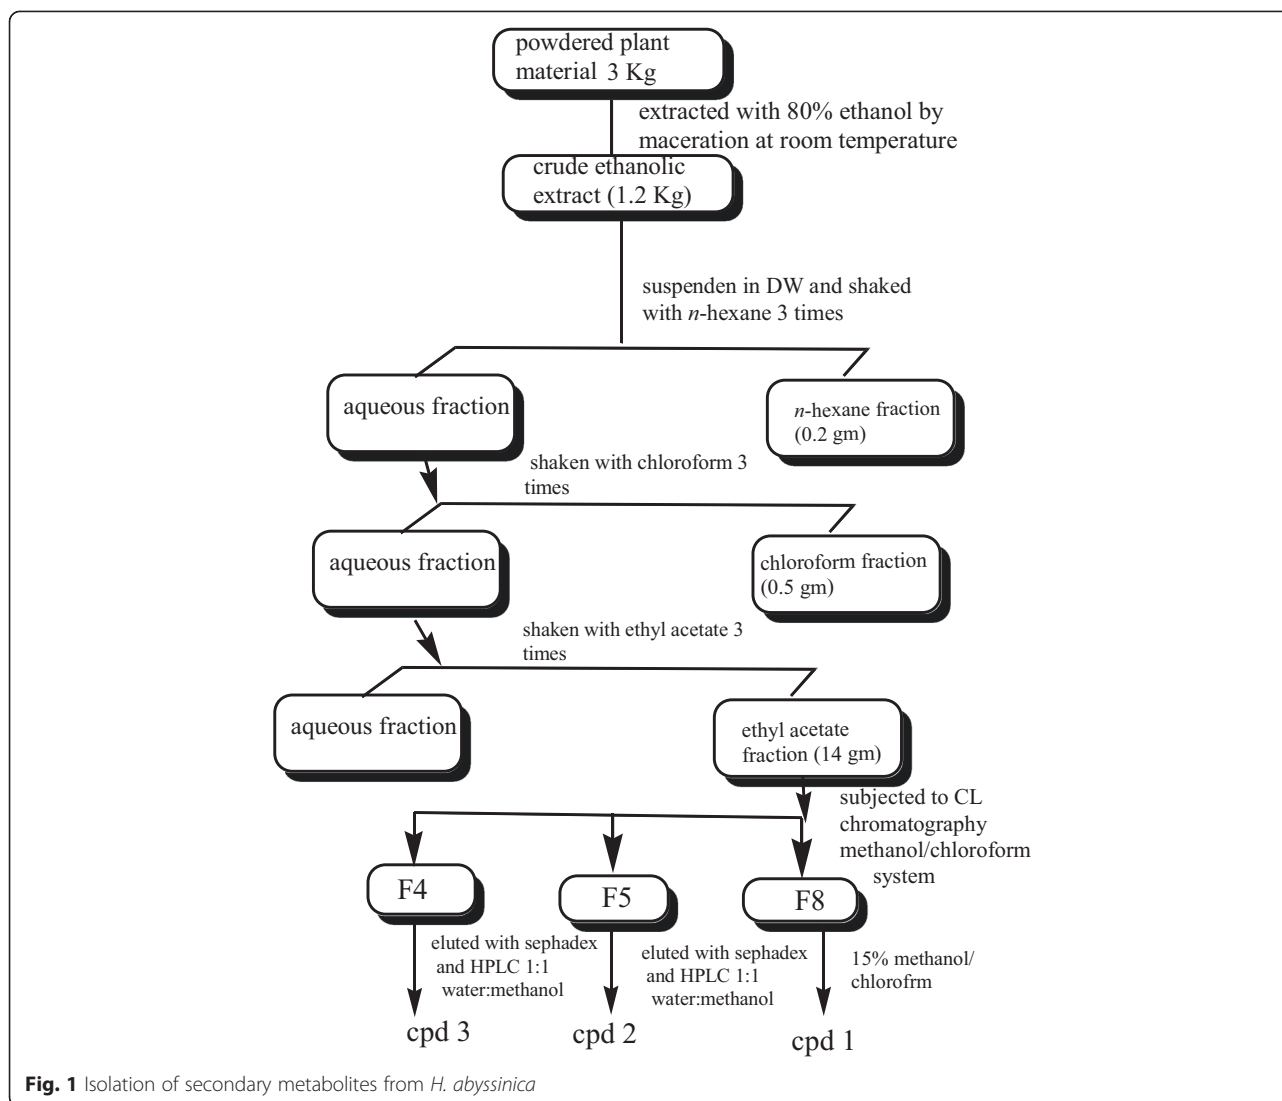 powdered plant
material 3 Kg
extracted with 80% ethanol by
maceration at room temperature
crude ethanolic
extract (1.2 Kg)
suspenden in DW and shaked
with n-hexane 3 times
aqueous fraction
n-hexane fraction
(0.2 gm)
shaken with chloroform 3
times
aqueous fraction
chloroform fraction
(0.5 gm)
shaken with ethyl acetate 3
times
aqueous fraction
ethyl acetate
fraction (14 gm)
subjected to CL
chromatography
methanol/chloroform
system
F4
F5
F8
eluted with sephadex
and HPLC 1:1
water:methanol
eluted with sephadex
and HPLC 1:1
water:methanol
15% methanol/
chlorofrm
cpd 3
cpd 2
cpd 1
Fig. 1 Isolation of secondary metabolites from H. abyssinica